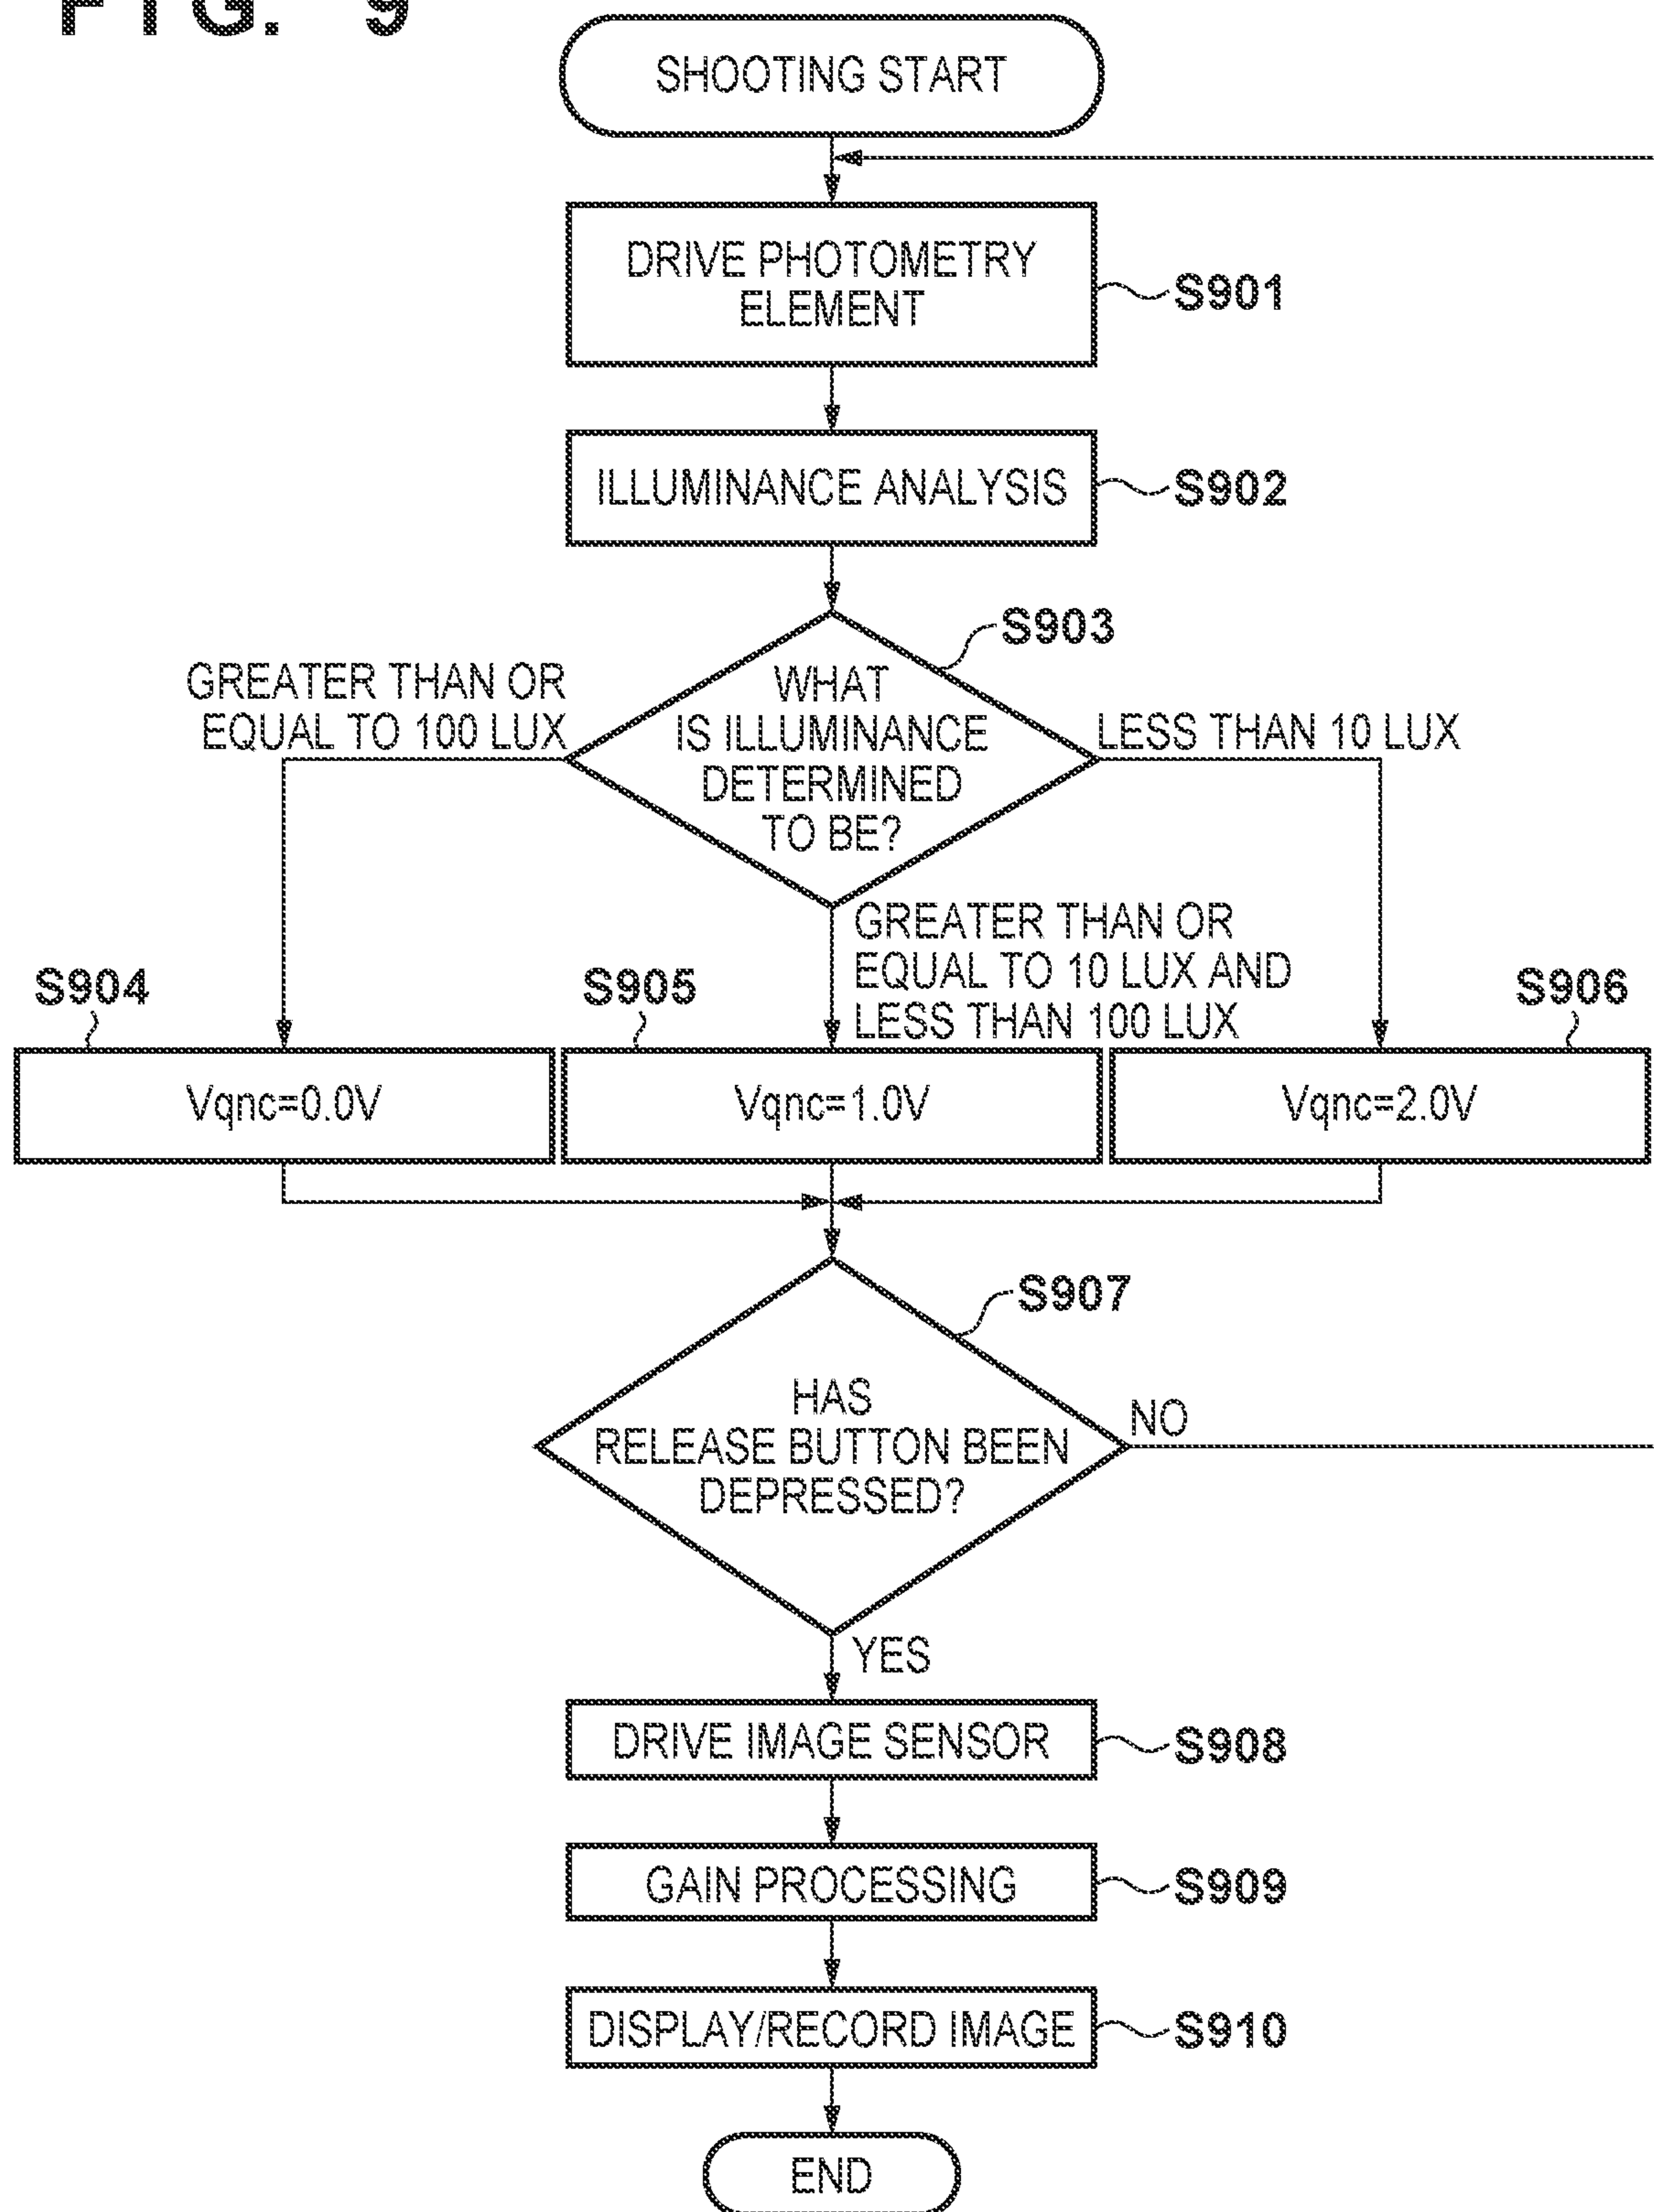 FIG. 9
SHOOTING START
DRIVE PHOTOMETRY
ELEMENT
S901
ILLUMINANCE ANALYSIS
S902
S903
GREATER THAN OR
EQUAL TO 100 LUX
WHAT
IS ILLUMINANCE
DETERMINED
TO BE?
LESS THAN 10 LUX
GREATER THAN OR
EQUAL TO 10 LUX AND
LESS THAN 100 LUX
S904
S905
S906
Vqnc=0.0V
Vqnc=1.0V
Vqnc=2.0V
S907
HAS
RELEASE BUTTON BEEN
DEPRESSED?
NO
YES
DRIVE IMAGE SENSOR
S908
GAIN PROCESSING
S909
DISPLAY/RECORD IMAGE
S910
END